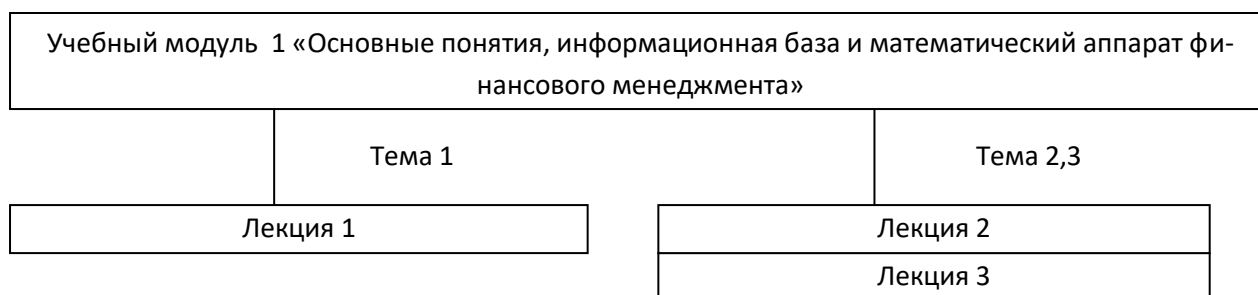 Учебный модуль  1 «Основные понятия, информационная база и математический аппарат фи-
нансового менеджмента»
Тема 1
Тема 2,3
Лекция 1
Лекция 2
Лекция 3